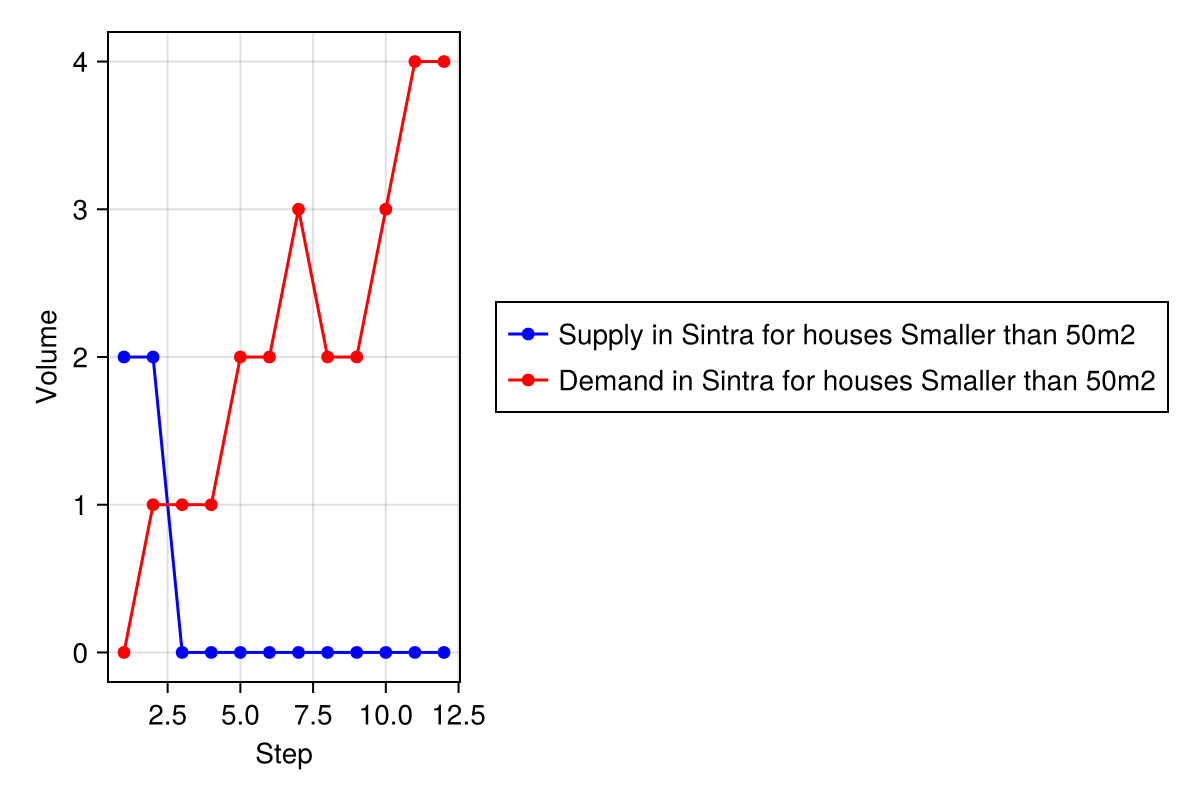 4
3
2
1
0
Volume
2.5 5.0 7.5 10.0 12.5
Step
Supply in Sintra for houses Smaller than 50m2
Demand in Sintra for houses Smaller than 50m2